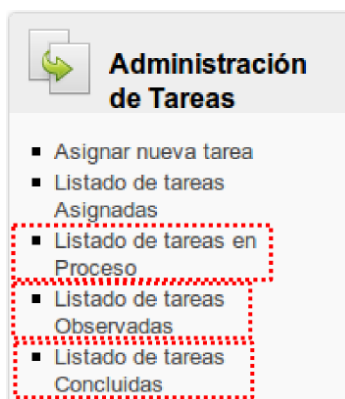 Administración
de Tareas
Asignar nueva tarea
Listado de tareas
Asignadas
Listado de tareas en
Proceso
Listado de tareas
Observadas
Listado de tareas
Concluidas